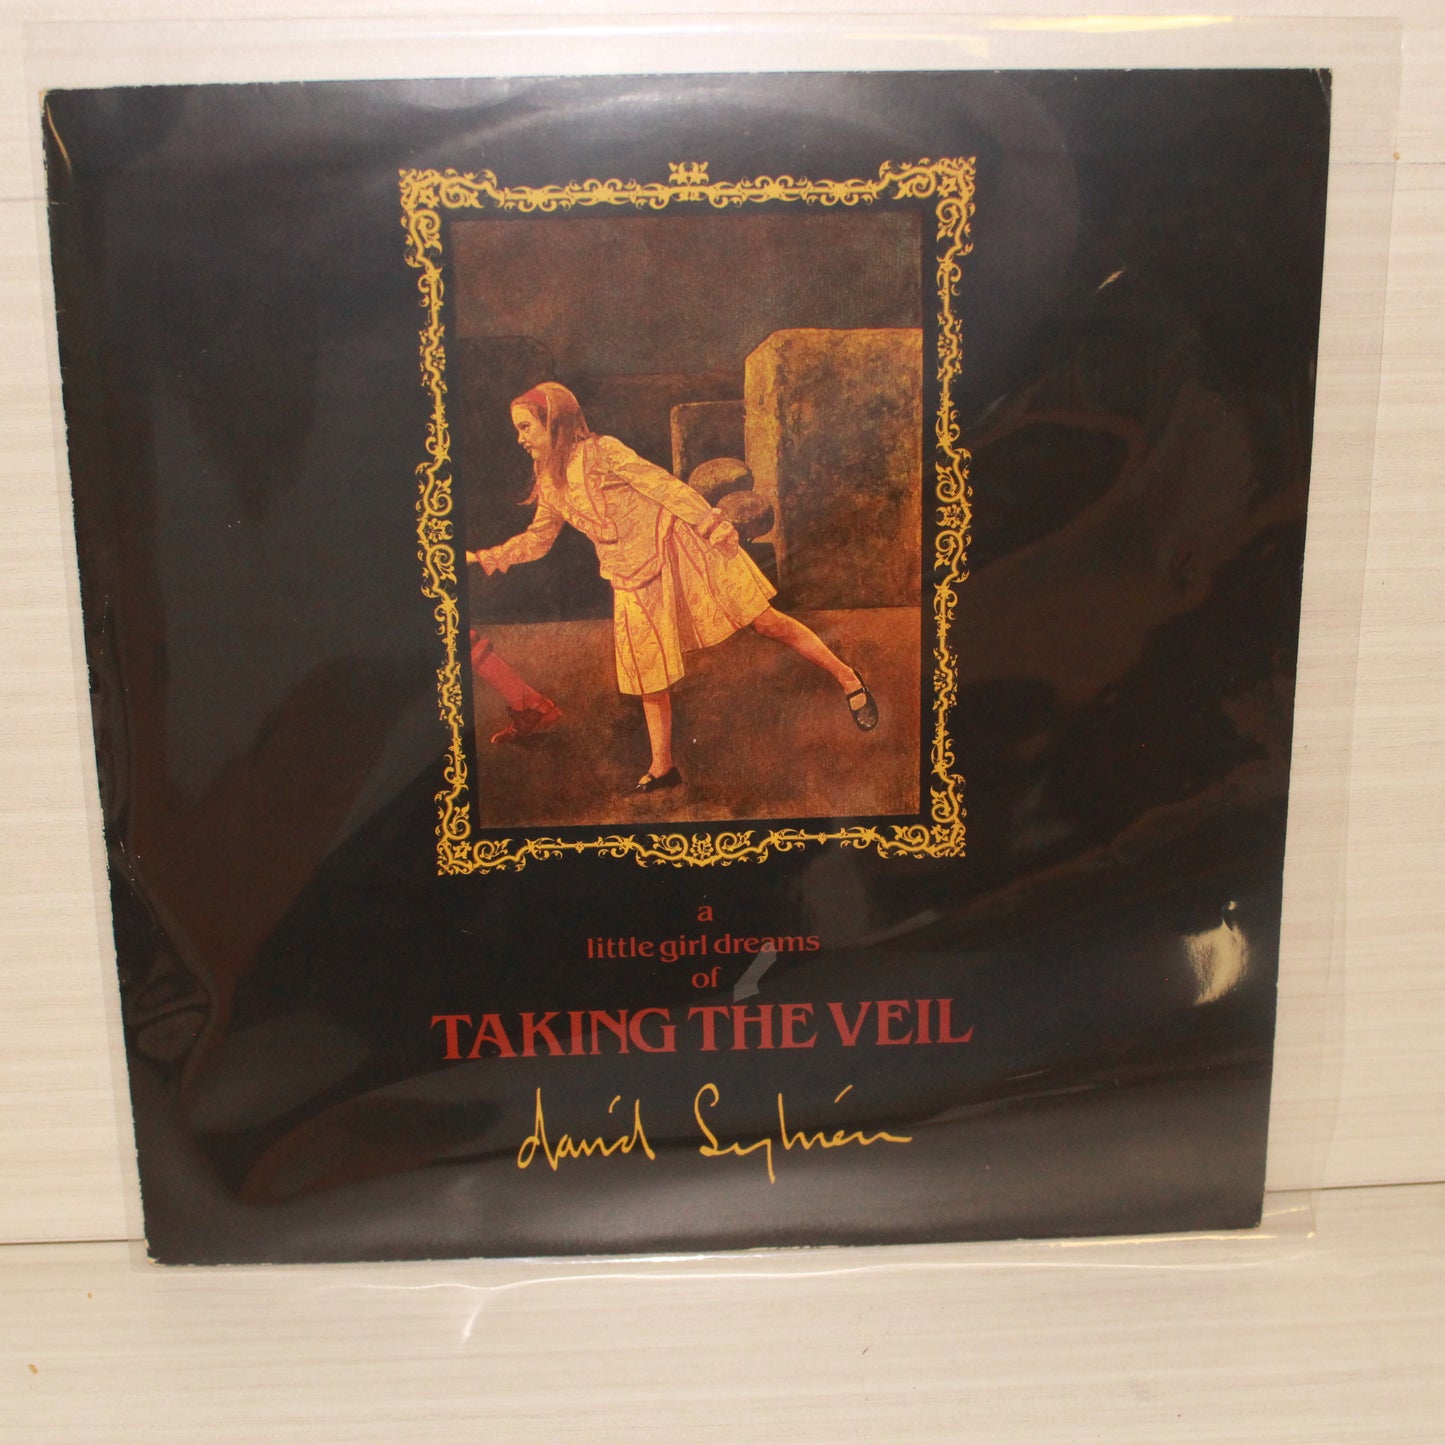 a
little girl dreams
of
TAKING THE VEIL
david Sylvian